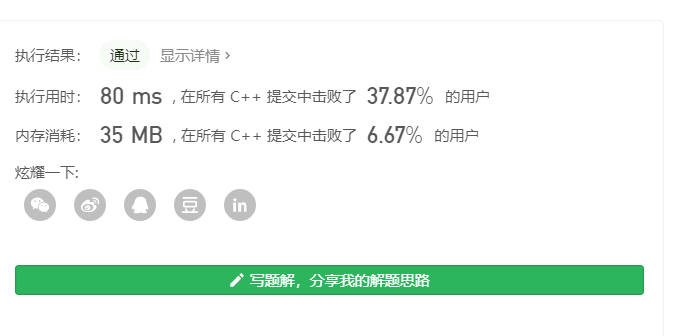 执行结果： 通过 显示详情 ›
执行用时： 80 ms , 在所有 C++ 提交中击败了 37.87% 的用户
内存消耗： 35 MB , 在所有 C++ 提交中击败了 6.67% 的用户
炫耀一下:
豆 in
写题解，分享我的解题思路